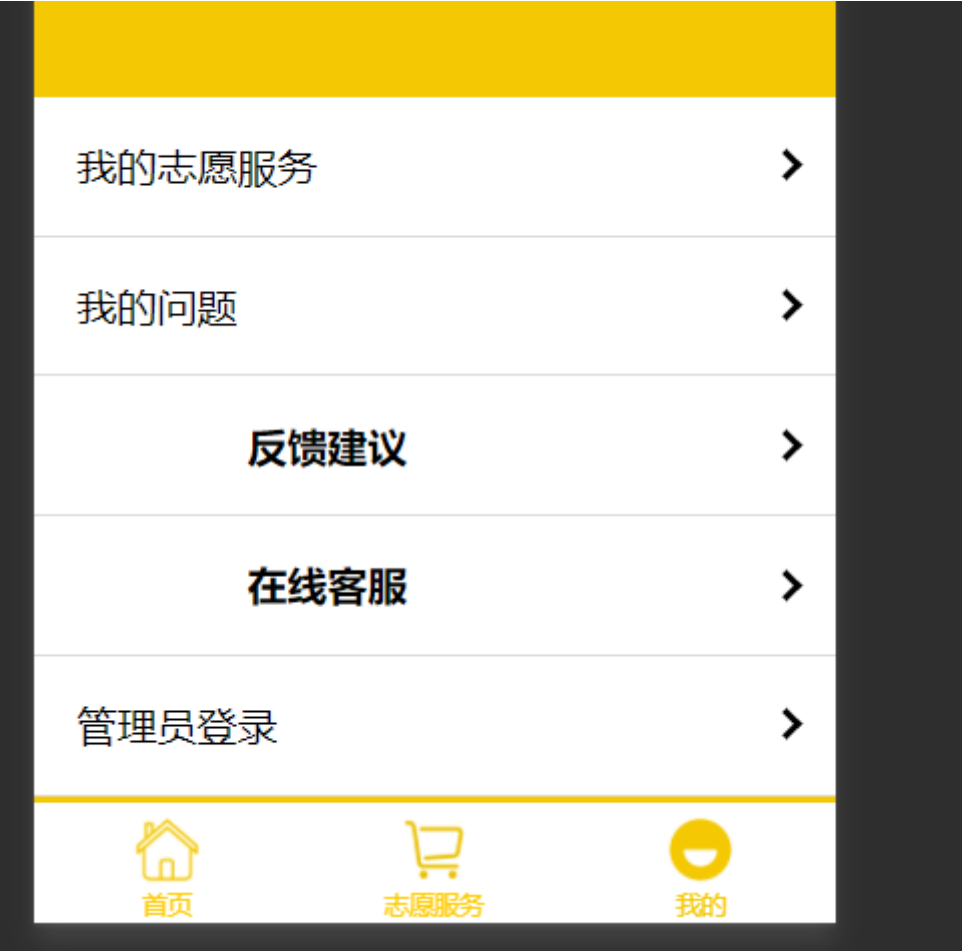 我的志愿服务
我的问题
反馈建议
在线客服
管理员登录
首页 志愿服务 我的